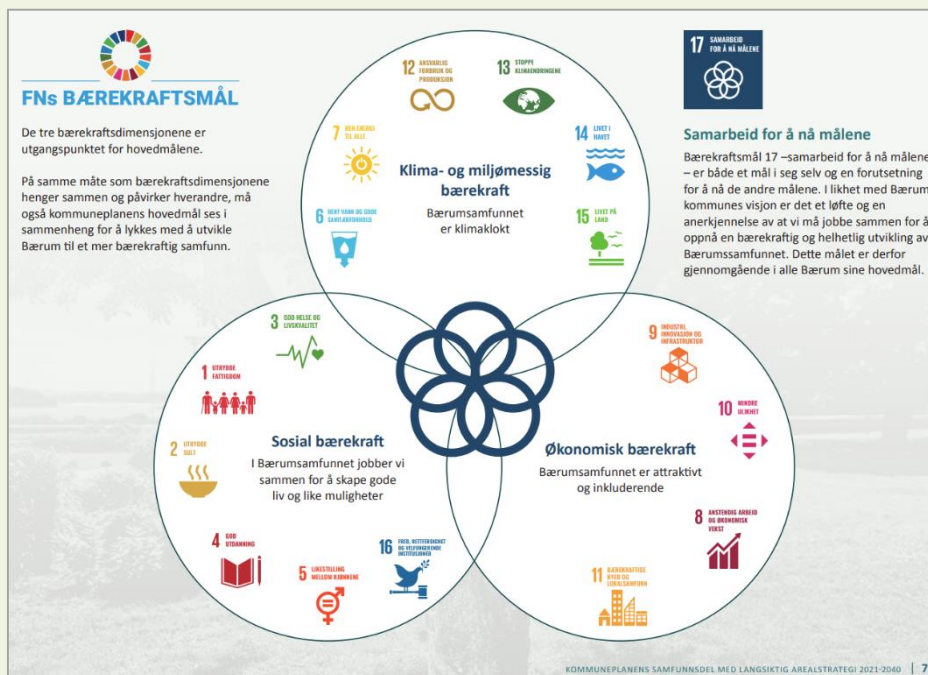 FNs BÆREKRAFTSMÅL
De tre bærekraftsdimensjonene er
utgangspunktet for hovedmålene.
På samme måte som bærekraftsdimensjonene
henger sammen og påvirker hverandre, må
også kommuneplanens hovedmål ses i
sammenheng for å lykkes med å utvikle
Bærum til et mer bærekraftig samfunn.
12 ANSVARLIG
FORBRUK OG
PRODUKSJON
13 STOPPE
KLIMAENDRINGENE
7 REN ENERGI
TIL ALLE
14 LIVET I
HAVET
Klima- og miljømessig
bærekraft
Bærumsamfunnet
er klimaklokt
6 RENT VANN OG GODE
SANITÆRFORHOLD
15 LIVET PÅ
LAND
17 SAMARBEID
FOR Å NÅ MÅLENE
Samarbeid for å nå målene
Bærekraftsmål 17 –samarbeid for å nå målene
– er både et mål i seg selv og en forutsetning
for å nå de andre målene. I likhet med Bærum
kommunes visjon er det et løfte og en
anerkjennelse av at vi må jobbe sammen for å
oppnå en bærekraftig og helhetlig utvikling av
Bærumssamfunnet. Dette målet er derfor
gjennomgående i alle Bærum sine hovedmål.
3 GOD HELSE OG
LIVSKVALITET
1 UTRYDDE
FATTIGDOM
2 UTRYDDE
SULT
Sosial bærekraft
I Bærumsamfunnet jobber vi
sammen for å skape gode
liv og like muligheter
4 GOD
UTDANNING
5 LIKESTILLING
MELLOM KJØNNENE
16 FRED, RETTFERDIGHET
OG VELFUNGERENDE
INSTITUSJONER
9 INDUSTRI,
INNOVASJON OG
INFRASTRUKTUR
10 MINDRE
ULIKHET
Økonomisk bærekraft
Bærumsamfunnet er attraktivt
og inkluderende
8 ANSTENDIG ARBEID
OG ØKONOMISK
VEKST
11 BÆREKRAFTIGE
BYER OG
LOKALSAMFUNN
KOMMUNEPLANENS SAMFUNNSDEL MED LANGSIKTIG AREALSTRATEGI 2021-2040 | 7